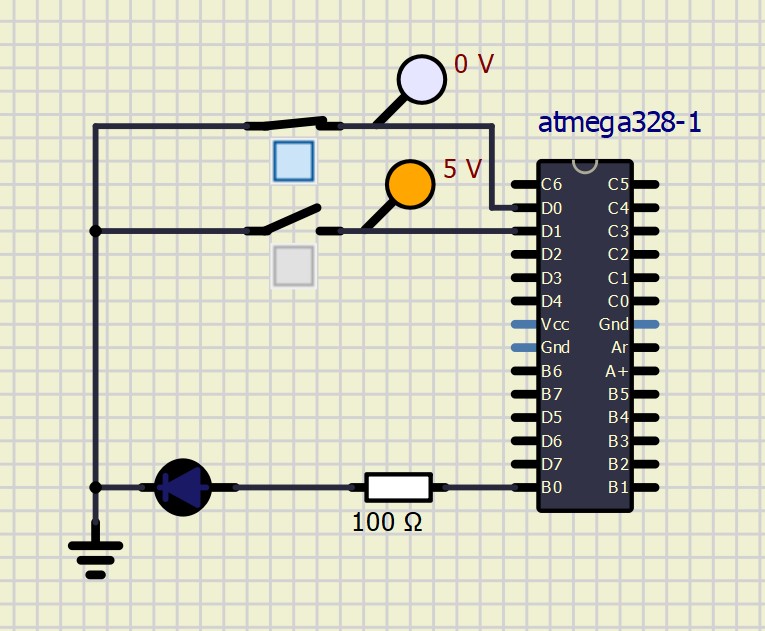 0 V
atmega328-1
5 V
C6 C5
D0 C4
D1 C3
D2 C2
D3 C1
D4 C0
Vcc Gnd
Gnd Ar
B6 A+
B7 B5
D5 B4
D6 B3
D7 B2
B0 B1
100 Ω